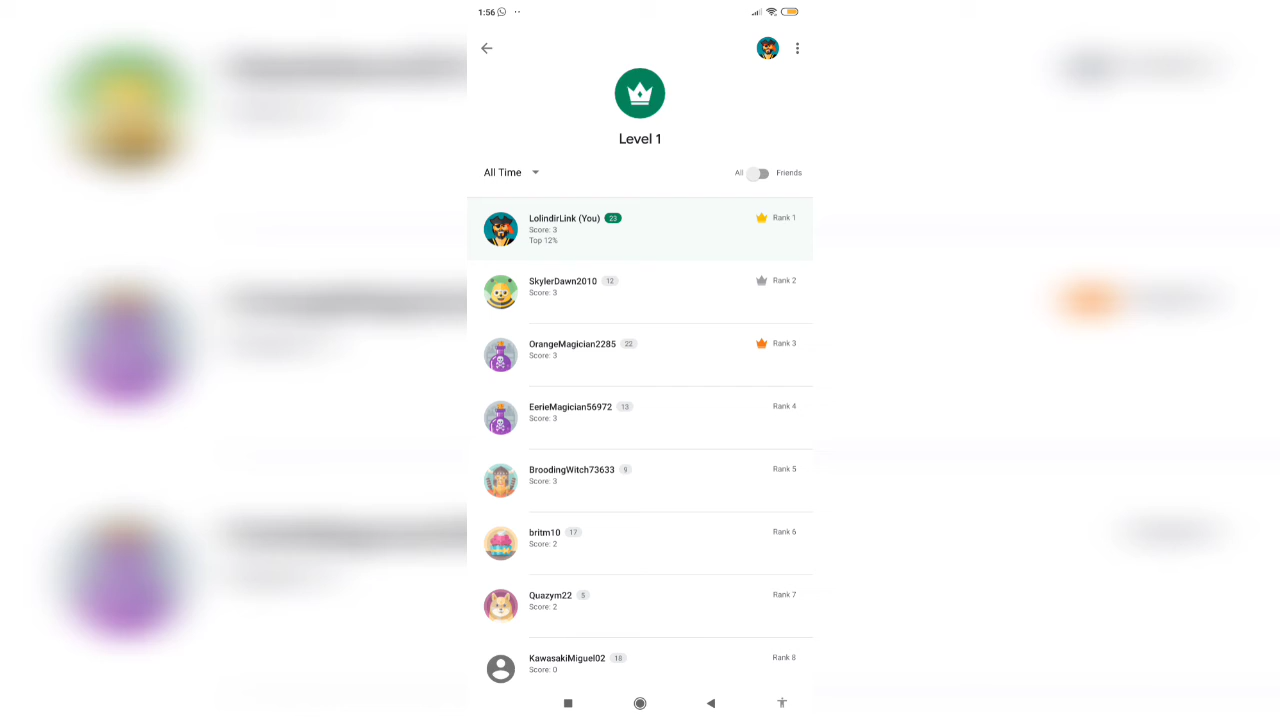 1:56
Level 1
All Time
All Friends
LolindirLink (You) 23
Rank 1
Score: 3
Top 12%
SkylerDawn2010 12
Rank 2
Score: 3
OrangeMagician2285 22
Rank 3
Score: 3
EerieMagician56972 13
Rank 4
Score: 3
BroodingWitch73633 9
Rank 5
Score: 3
britm10 17
Rank 6
Score: 2
Quazym22 5
Rank 7
Score: 2
KawasakiMiguel02 18
Rank 8
Score: 0